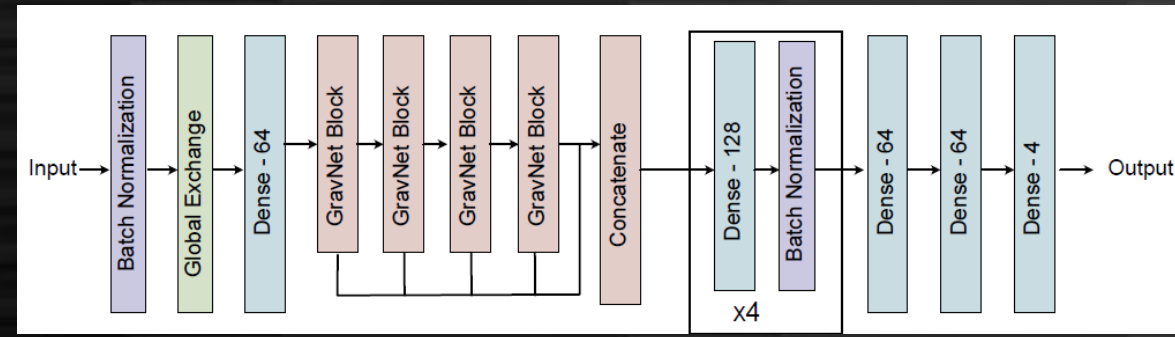 Input
Batch Normalization
Global Exchange
Dense - 64
GravNet Block
GravNet Block
GravNet Block
GravNet Block
Concatenate
Dense - 128
Batch Normalization
x4
Dense - 64
Dense - 64
Dense - 4
Output